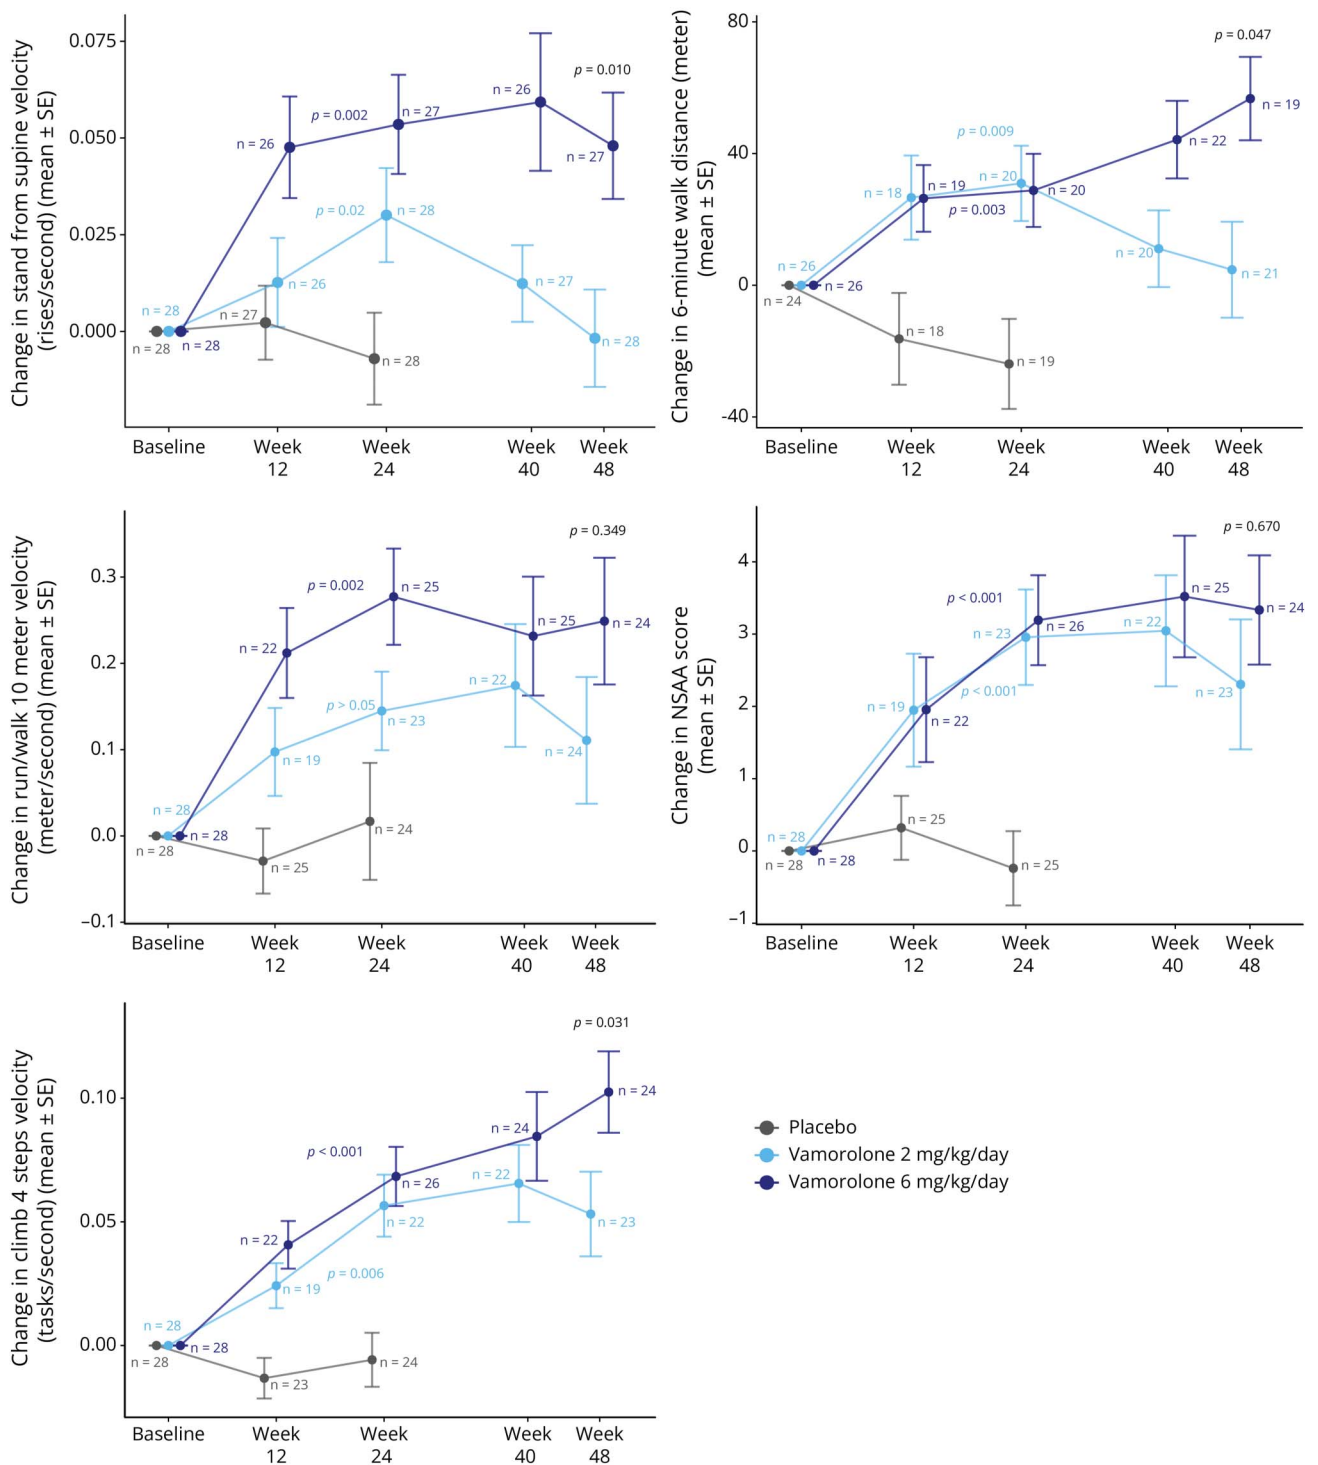 Change in stand from supine velocity
(rises/second) (mean ± SE)
0.075
0.050
0.025
0.000
p = 0.010
n = 26
p = 0.002
n = 27
n = 26
n = 27
p = 0.02
n = 28
n = 26
n = 27
n = 28
n = 27
n = 28
n = 28
n = 28
n = 28
Baseline
Week
12
Week
24
Week
40
Week
48
Change in 6-minute walk distance (meter)
(mean ± SE)
80
40
0
-40
p = 0.047
n = 19
p = 0.009
n = 22
n = 20
n = 18
n = 19
n = 20
p = 0.003
n = 20
n = 26
n = 21
n = 26
n = 24
n = 18
n = 19
Baseline
Week
12
Week
24
Week
40
Week
48
Change in run/walk 10 meter velocity
(meter/second) (mean ± SE)
0.3
0.2
0.1
0.0
–0.1
p = 0.349
p = 0.002
n = 25
n = 25
n = 24
n = 22
n = 22
p > 0.05
n = 23
n = 24
n = 19
n = 28
n = 28
n = 24
n = 28
n = 25
Baseline
Week
12
Week
24
Week
40
Week
48
Change in NSAA score
(mean ± SE)
4
3
2
1
0
–1
p = 0.670
n = 25
p < 0.001
n = 24
n = 26
n = 22
n = 23
p < 0.001
n = 23
n = 19
n = 22
n = 25
n = 28
n = 28
n = 28
n = 25
Baseline
Week
12
Week
24
Week
40
Week
48
Change in climb 4 steps velocity
(tasks/second) (mean ± SE)
0.10
0.05
0.00
p = 0.031
n = 24
n = 24
p < 0.001
n = 22
n = 26
n = 22
n = 22
n = 23
p = 0.006
n = 19
n = 28
n = 28
n = 28
n = 24
n = 23
Baseline
Week
12
Week
24
Week
40
Week
48
Placebo
Vamorolone 2 mg/kg/day
Vamorolone 6 mg/kg/day